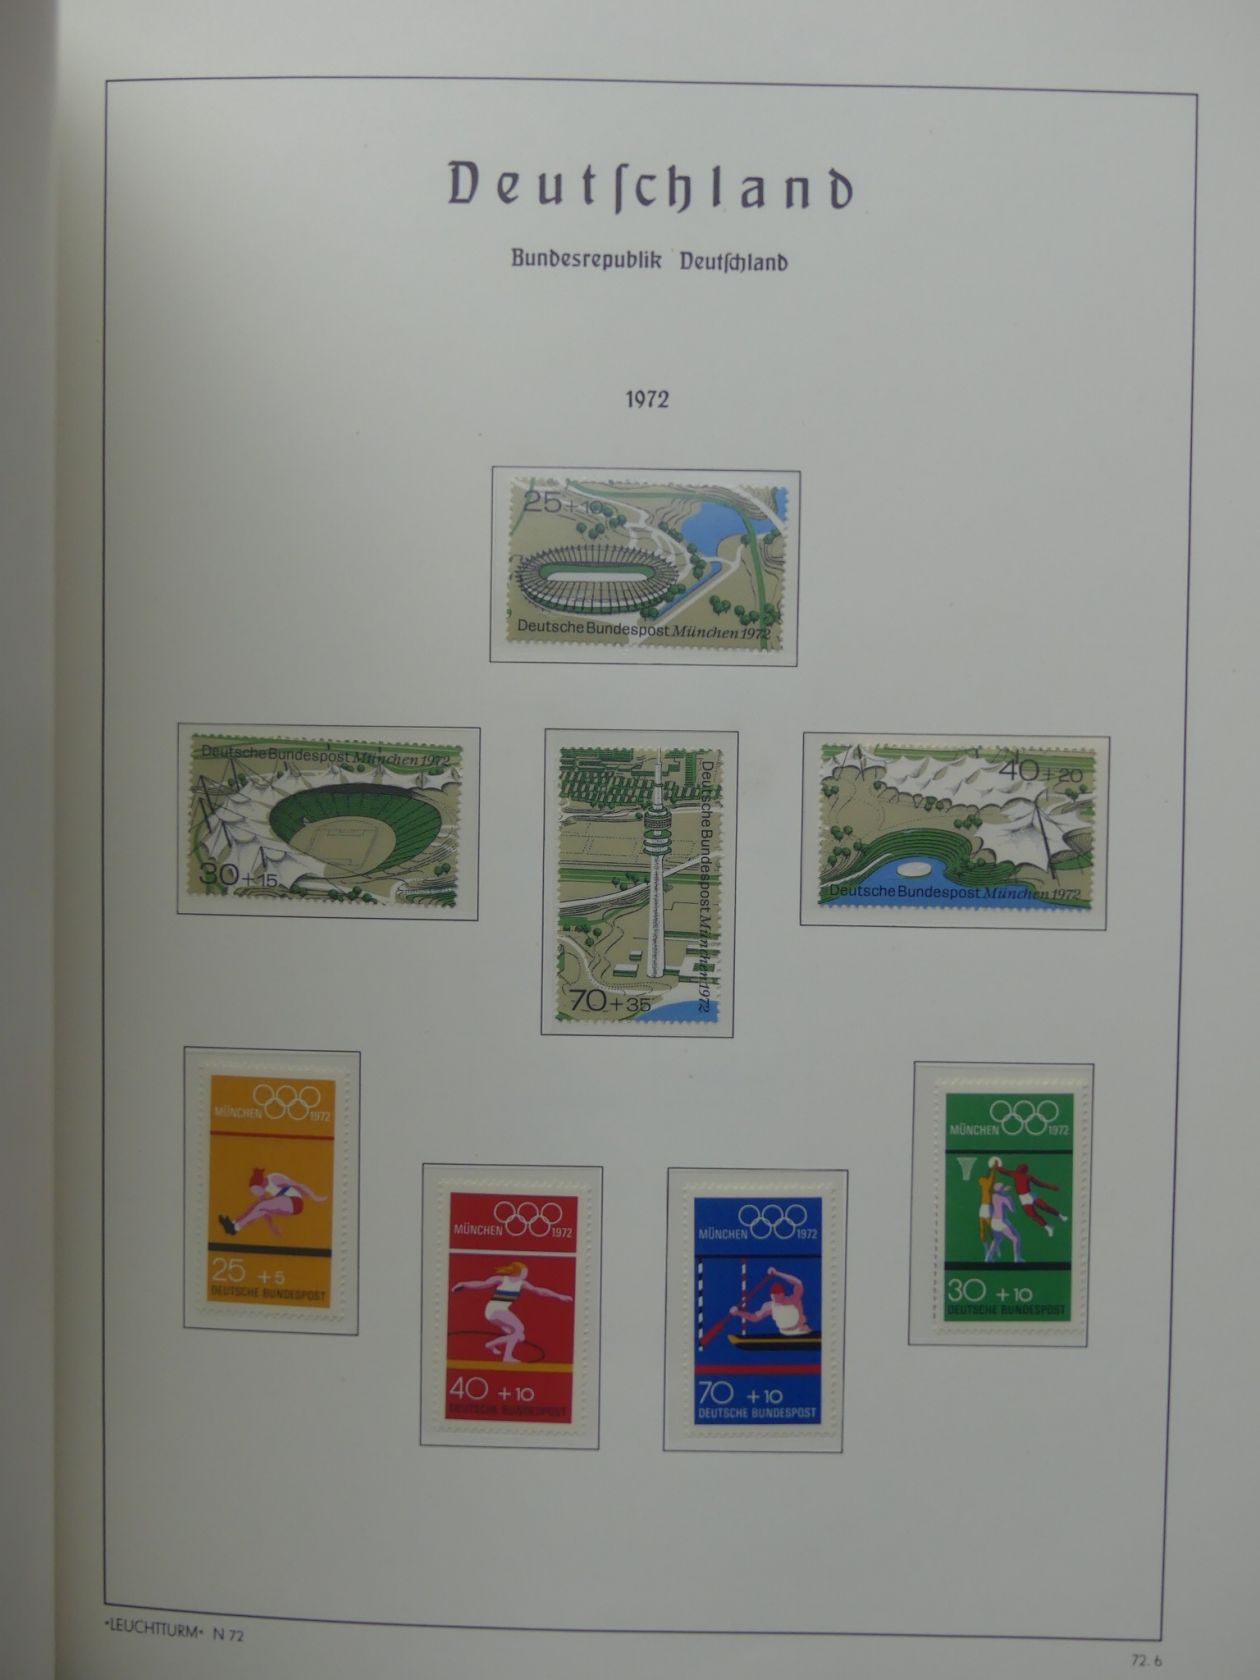 Deutſchland
Bundesrepublik Deutſchland
1972
25+10
Deutsche Bundespost München 1972
Deutsche Bundespost München 1972
30+15
Deutsche Bundespost München 1972
70+35
40+20
Deutsche Bundespost München 1972
MÜNCHEN 1972
25 +5
DEUTSCHE BUNDESPOST
MÜNCHEN 1972
40 +10
DEUTSCHE BUNDESPOST
MÜNCHEN 1972
70 +10
DEUTSCHE BUNDESPOST
MÜNCHEN 1972
30 +10
DEUTSCHE BUNDESPOST
•LEUCHTTURM• N 72
72. 6